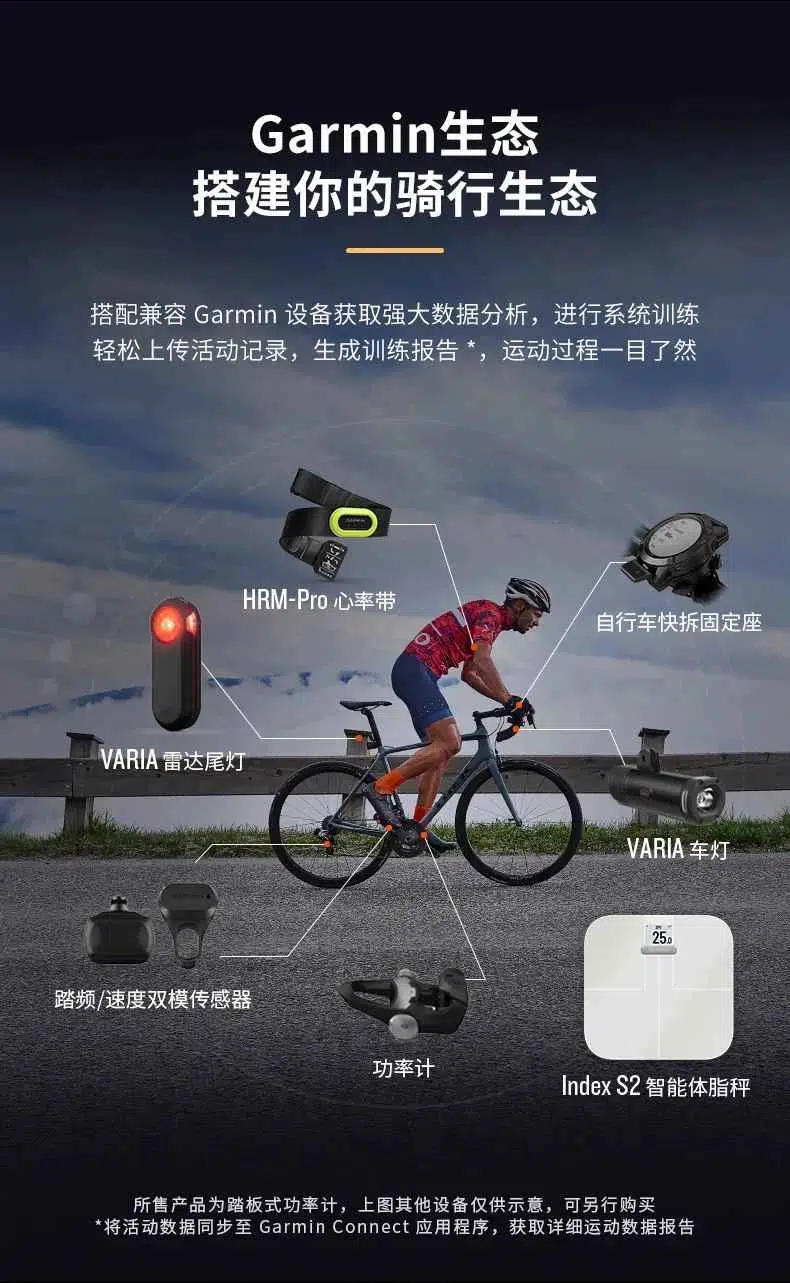 Garmin生态
搭建你的骑行生态
搭配兼容 Garmin 设备获取强大数据分析，进行系统训练
轻松上传活动记录，生成训练报告 *，运动过程一目了然
HRM-Pro 心率带
自行车快拆固定座
VARIA 雷达尾灯
VARIA 车灯
25.0
踏频/速度双模传感器
功率计
Index S2 智能体脂秤
所售产品为踏板式功率计，上图其他设备仅供示意，可另行购买
*将活动数据同步至 Garmin Connect 应用程序，获取详细运动数据报告